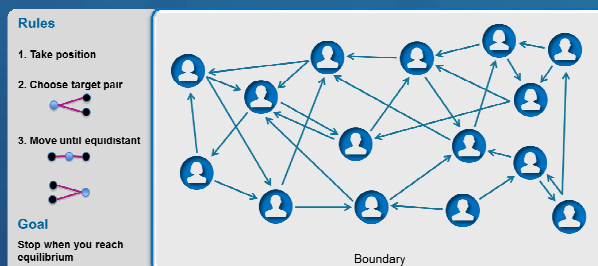 Rules
1. Take position
2. Choose target pair
3. Move until equidistant
Goal
Stop when you reach
equilibrium
Boundary